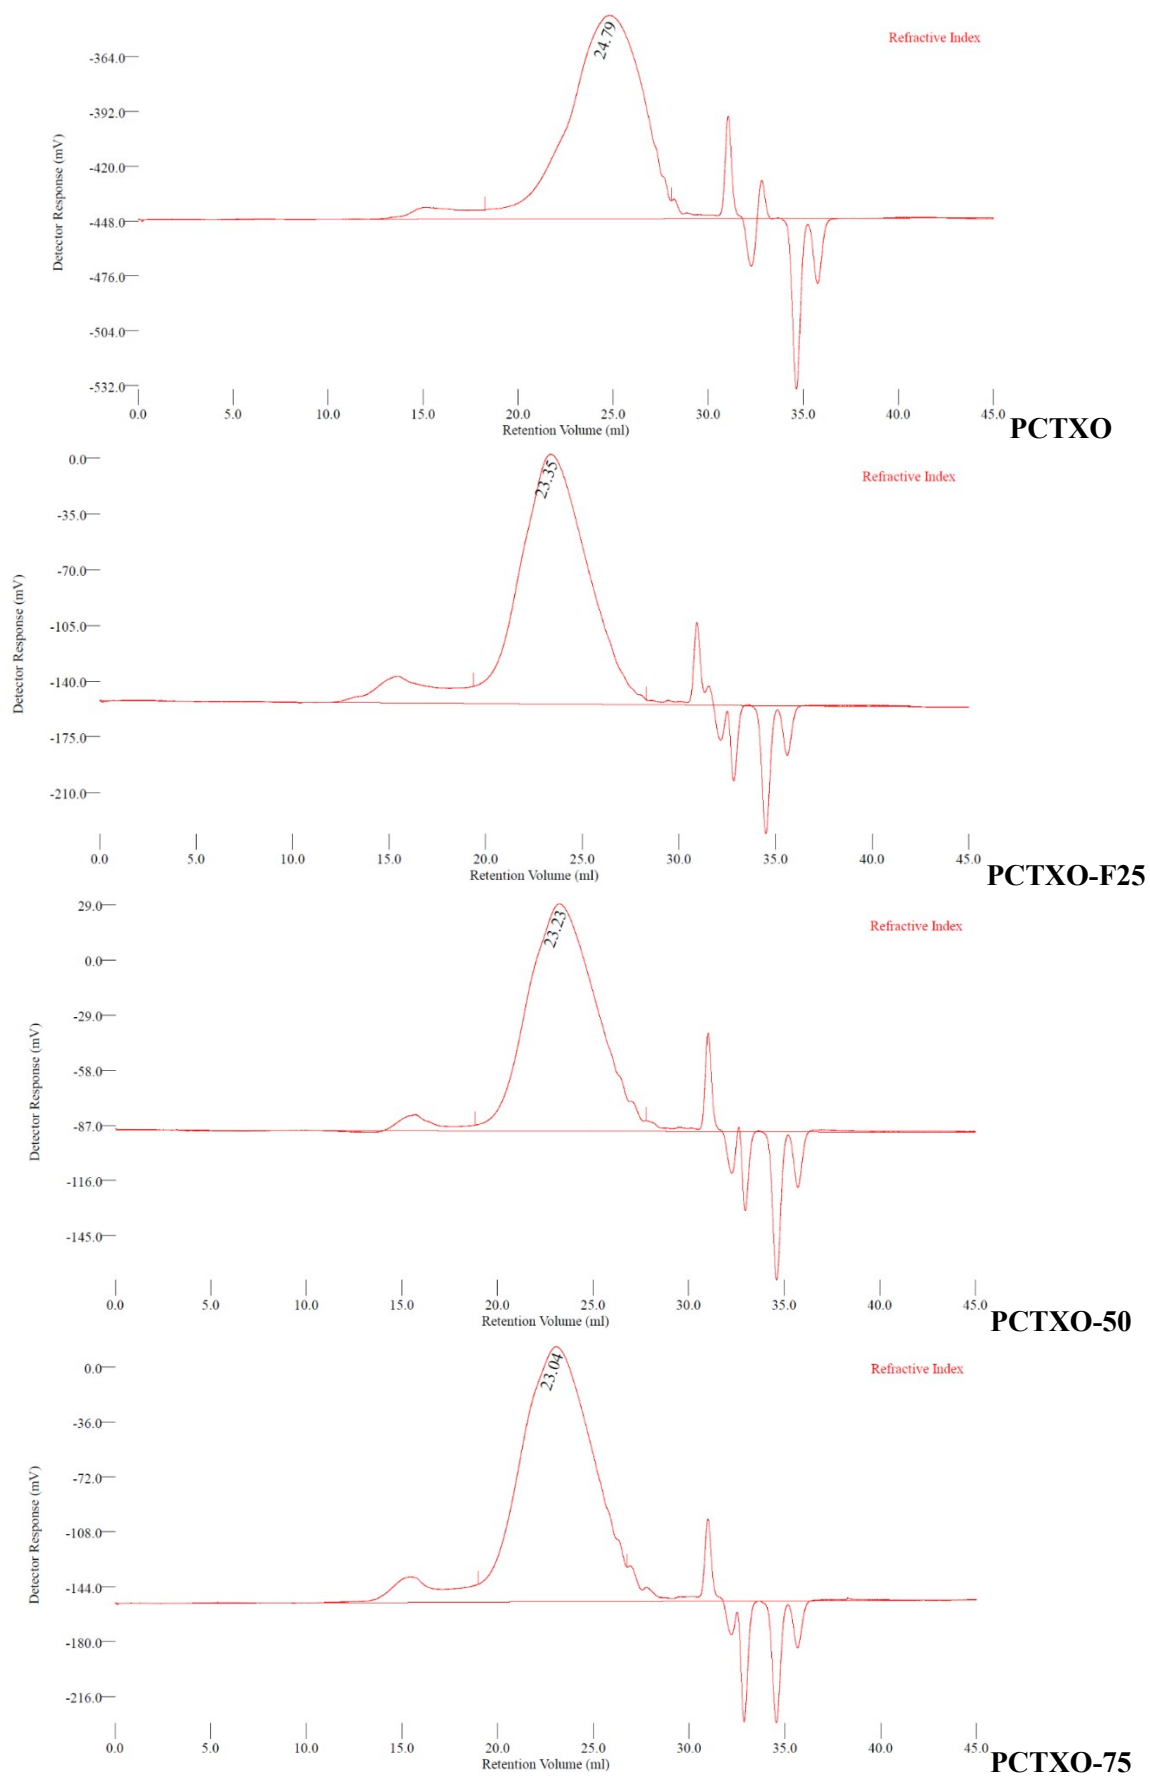 24.79
Refractive Index
-364.0
-392.0
-420.0
-448.0
-476.0
-504.0
-532.0
Detector Response (mV)
0.0 5.0 10.0 15.0 20.0 25.0 30.0 35.0 40.0 45.0
Retention Volume (ml)
PCTXO
23.35
Refractive Index
0.0
-35.0
-70.0
-105.0
-140.0
-175.0
-210.0
Detector Response (mV)
0.0 5.0 10.0 15.0 20.0 25.0 30.0 35.0 40.0 45.0
Retention Volume (ml)
PCTXO-F25
23.23
Refractive Index
29.0
0.0
-29.0
-58.0
-87.0
-116.0
-145.0
Detector Response (mV)
0.0 5.0 10.0 15.0 20.0 25.0 30.0 35.0 40.0 45.0
Retention Volume (ml)
PCTXO-50
23.04
Refractive Index
0.0
-36.0
-72.0
-108.0
-144.0
-180.0
-216.0
Detector Response (mV)
0.0 5.0 10.0 15.0 20.0 25.0 30.0 35.0 40.0 45.0
Retention Volume (ml)
PCTXO-75